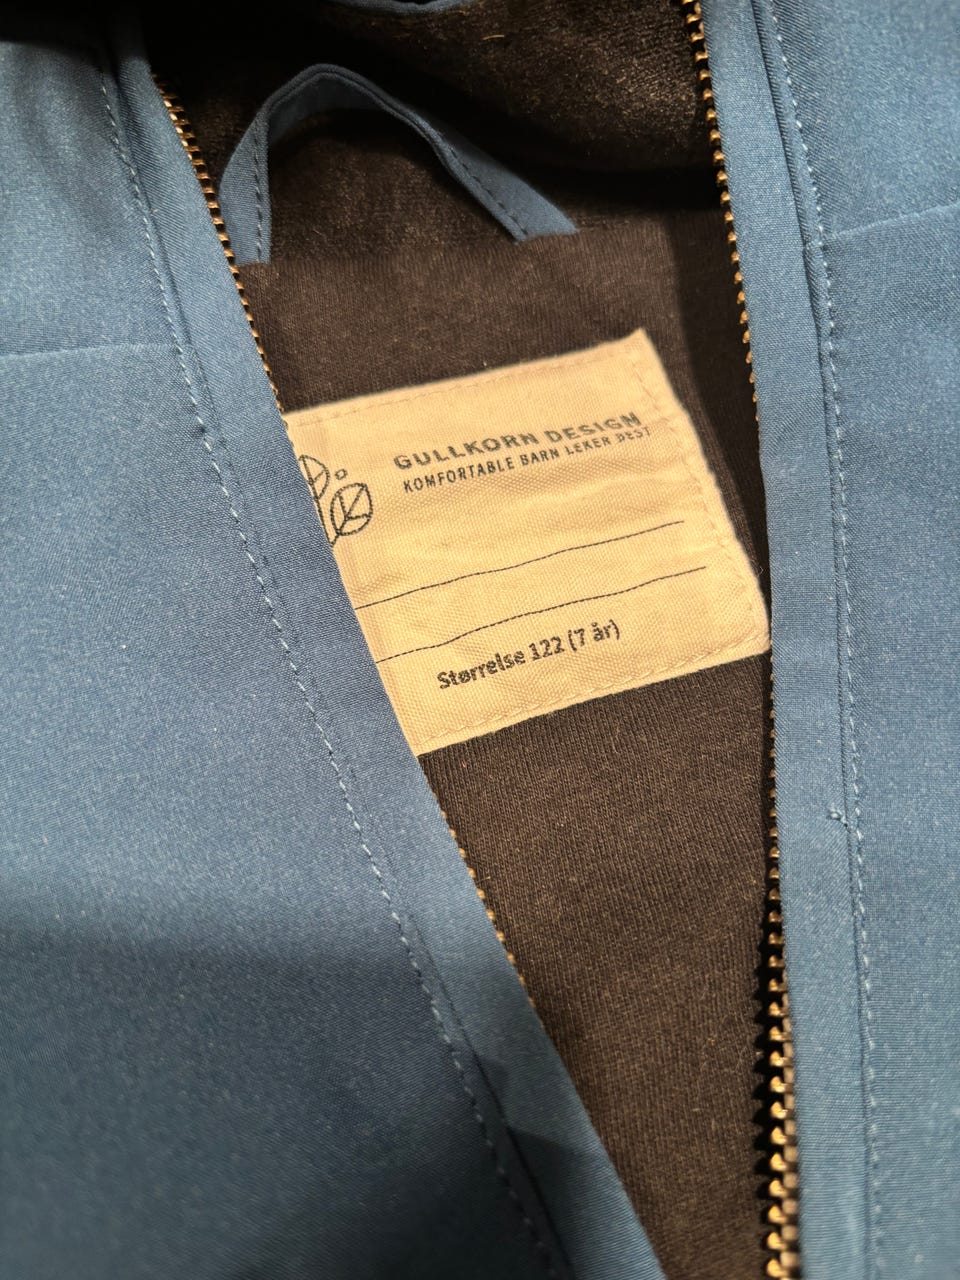 GULLKORN DESIGN
KOMFORTABLE BARN LEKER BEST
Størrelse 122 (7 år)